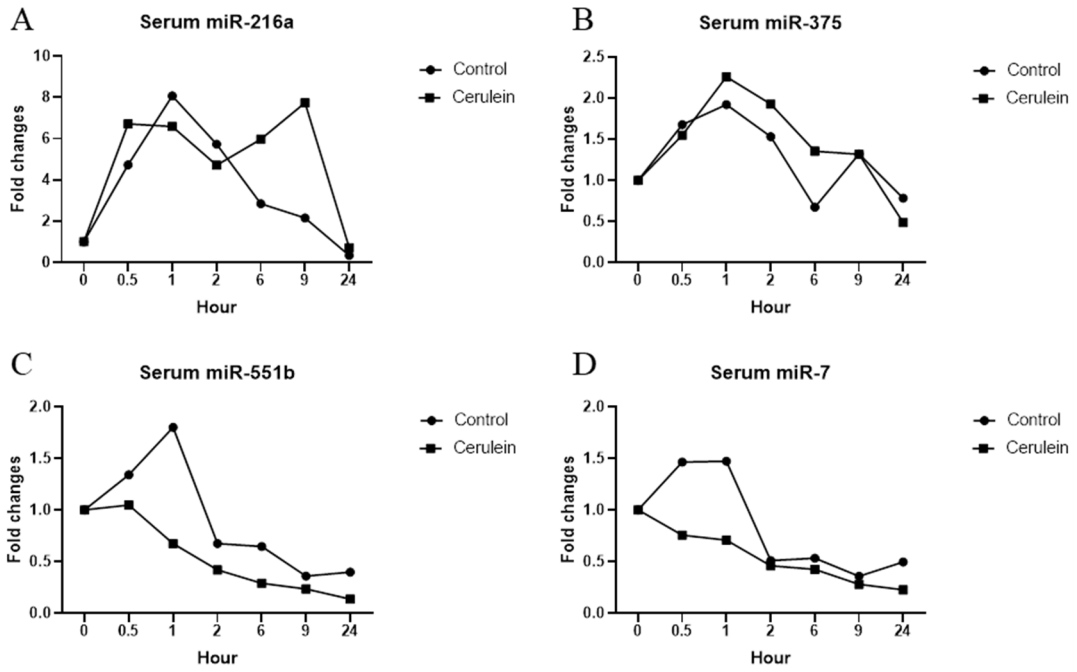 A
Serum miR-216a
Fold changes
10
8
6
4
2
0
0 0.5 1 2 6 9 24
Hour
Control
Cerulein
B
Serum miR-375
Fold changes
2.5
2.0
1.5
1.0
0.5
0.0
0 0.5 1 2 6 9 24
Hour
Control
Cerulein
C
Serum miR-551b
Fold changes
2.0
1.5
1.0
0.5
0.0
0 0.5 1 2 6 9 24
Hour
Control
Cerulein
D
Serum miR-7
Fold changes
2.0
1.5
1.0
0.5
0.0
0 0.5 1 2 6 9 24
Hour
Control
Cerulein